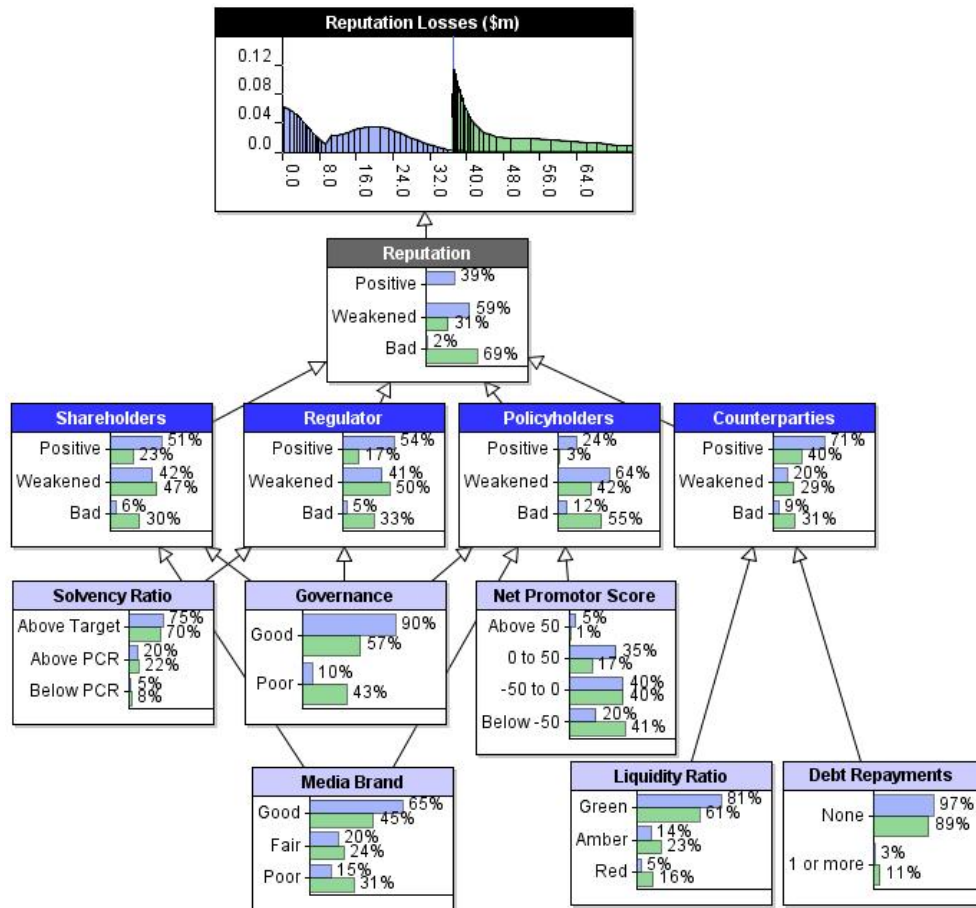 Reputation Losses ($m)
0.12
0.08
0.04
0.0
0.0
8.0
16.0
24.0
32.0
40.0
48.0
56.0
64.0
Reputation
Positive 39%
Weakened 59%
31%
Bad 2%
69%
Shareholders
Positive 51%
23%
Weakened 42%
47%
Bad 6%
30%
Regulator
Positive 54%
17%
Weakened 41%
50%
Bad 5%
33%
Policyholders
Positive 24%
3%
Weakened 64%
42%
Bad 12%
55%
Counterparties
Positive 71%
40%
Weakened 20%
29%
Bad 9%
31%
Solvency Ratio
Above Target 75%
70%
Above PCR 20%
22%
Below PCR 5%
8%
Governance
Good 90%
57%
Poor 10%
43%
Net Promotor Score
Above 50 5%
1%
0 to 50 35%
17%
-50 to 0 40%
40%
Below -50 20%
41%
Media Brand
Good 65%
45%
Fair 20%
24%
Poor 15%
31%
Liquidity Ratio
Green 81%
61%
Amber 14%
23%
Red 5%
16%
Debt Repayments
None 97%
89%
1 or more 3%
11%